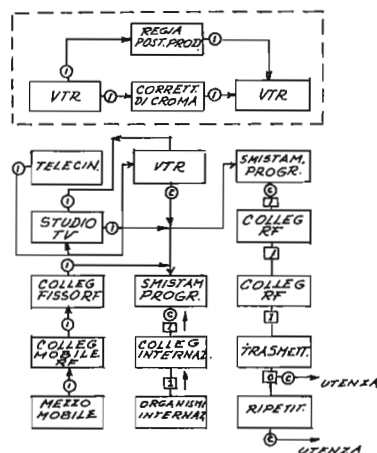 REGIA
POST. PROD.
VTR
CORRETT.
DI CROMA
VTR
TELECIN.
VTR
SMISTAM.
PROGR.
STUDIO
TV
COLLEG
RF
COLLEG
FISSO RF
SMISTAM
PROGR.
COLLEG
RF
COLLEG
MOBILE.
RF
COLLEG
INTERNAZ.
TRASMETT.
UTENZA
MEZZO
MOBILE
ORGANISMI
INTERNAZ
RIPETIT.
UTENZA